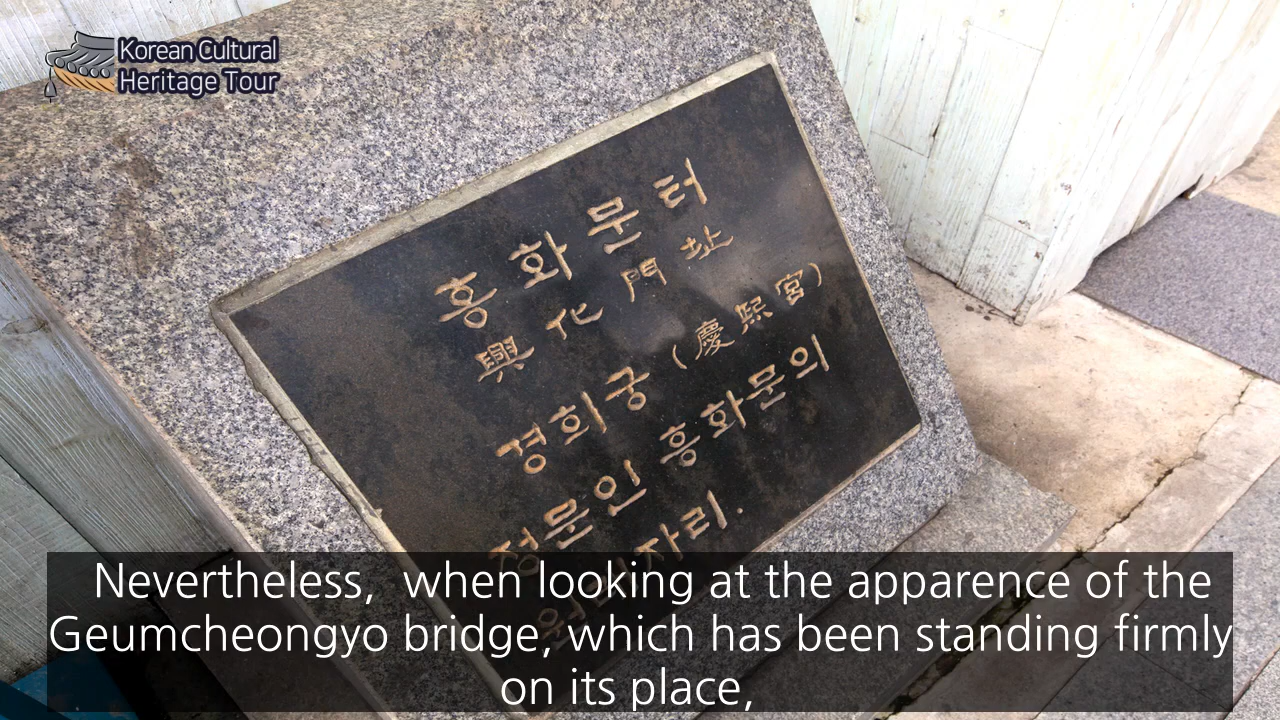 Korean Cultural
Heritage Tour
흥화문 터
興化門址
경희궁 (慶熙宮)
정문인 흥화문의
자리.
Nevertheless, when looking at the apparence of the
Geumcheongyo bridge, which has been standing firmly
on its place,